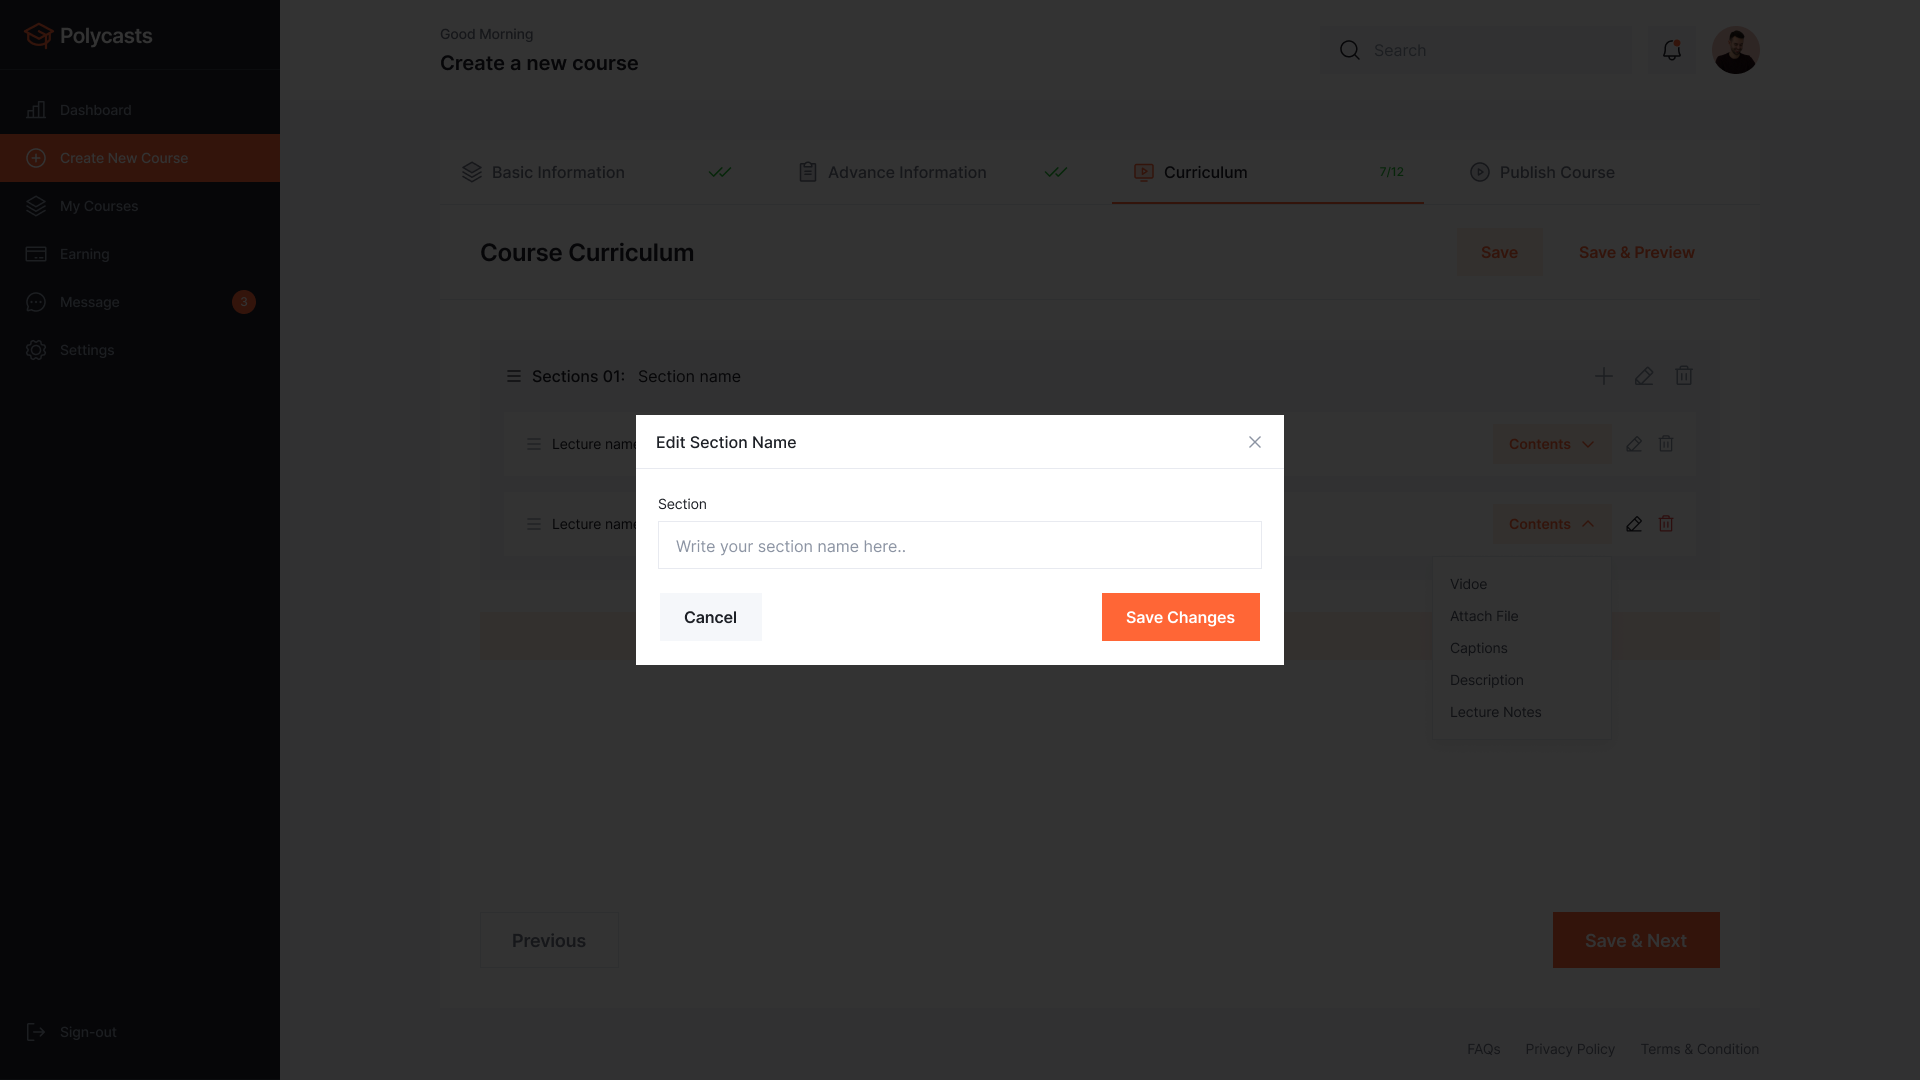 Polycasts
Dashboard
Create New Course
My Courses
Earning
Message
3
Settings
Sign-out
Good Morning
Create a new course
Search
Basic Information
Advance Information
Curriculum
7/12
Publish Course
Course Curriculum
Save
Save & Preview
Sections 01: Section name
Lecture name
Contents
Lecture name
Contents
Vidoe
Attach File
Captions
Description
Lecture Notes
Edit Section Name
Section
Write your section name here..
Cancel
Save Changes
Previous
Save & Next
FAQs
Privacy Policy
Terms & Condition